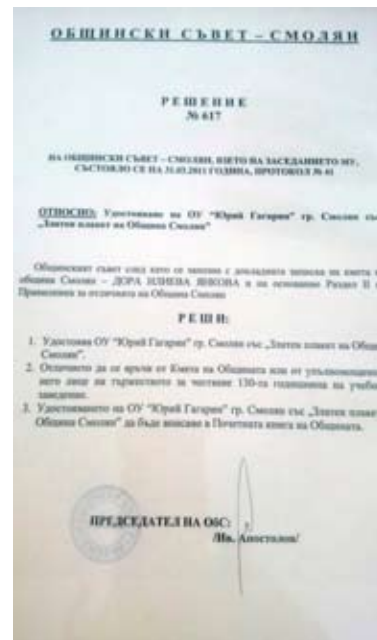 ОБЩИНСКИ СЪВЕТ – СМОЛЯН
РЕШЕНИЕ
№ 617
НА ОБЩИНСКИ СЪВЕТ – СМОЛЯН, ВЗЕТО НА ЗАСЕДАНИЕТО МУ,
СЪСТОЯЛО СЕ НА 31.03.2011 ГОДИНА, ПРОТОКОЛ №
ОТНОСНО: Удостояване на ОУ "Юрий Гагарин" гр. Смолян със
„Златен плакет на Община Смолян"
Общинският съвет след като се запозна с докладната записка на кмета
община Смолян – ДОРА ИЛИЕВА ЯНКОВА и на основание Раздел II
Правилника за отличията на Община Смолян
РЕШИ:
1. Удостоява ОУ "Юрий Гагарин" гр. Смолян със „Златен плакет на
Смолян".
2. Отличието да се връчи от Кмета на Общината или от
него лице на тържеството за честване 130-та годишнина на
заведение.
3. Удостояването на ОУ "Юрий Гагарин" гр. Смолян със „Златен плакет
Община Смолян" да бъде вписано в Почетната книга на Общината.
ПРЕДСЕДАТЕЛ НА ОбС:
/Ив. Апостолов/